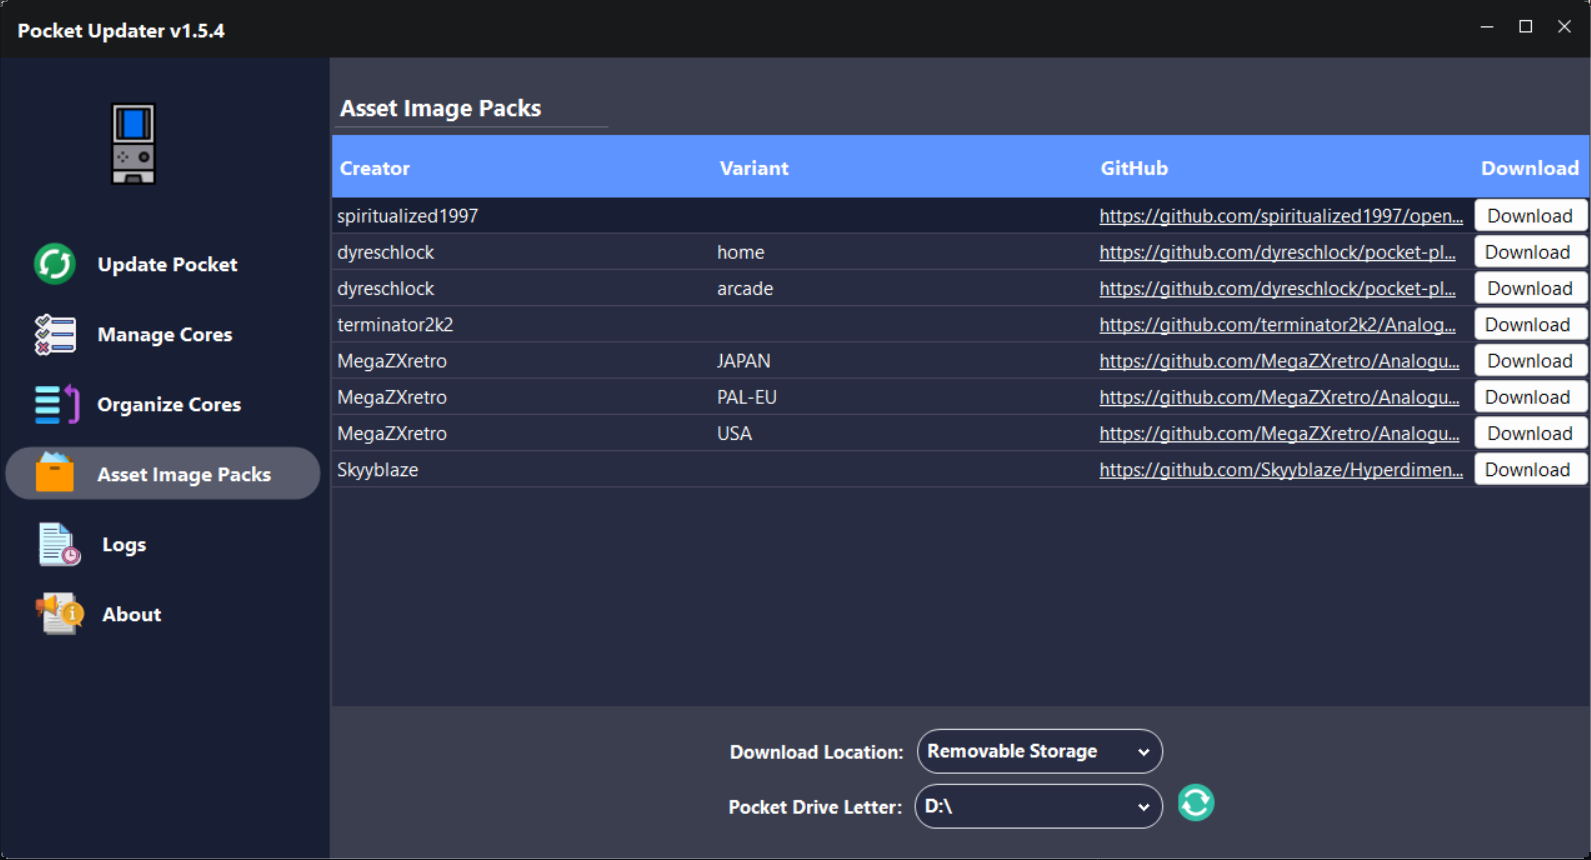 Pocket Updater v1.5.4
Update Pocket
Manage Cores
Organize Cores
Asset Image Packs
Logs
About
Asset Image Packs
Creator Variant GitHub Download
spiritualized1997 https://github.com/spiritualized1997/open... Download
dyreschlock home https://github.com/dyreschlock/pocket-pl... Download
dyreschlock arcade https://github.com/dyreschlock/pocket-pl... Download
terminator2k2 https://github.com/terminator2k2/Analog... Download
MegaZXretro JAPAN https://github.com/MegaZXretro/Analogu... Download
MegaZXretro PAL-EU https://github.com/MegaZXretro/Analogu... Download
MegaZXretro USA https://github.com/MegaZXretro/Analogu... Download
Skyyblaze https://github.com/Skyyblaze/Hyperdimen... Download
Download Location: Removable Storage
Pocket Drive Letter: D:\